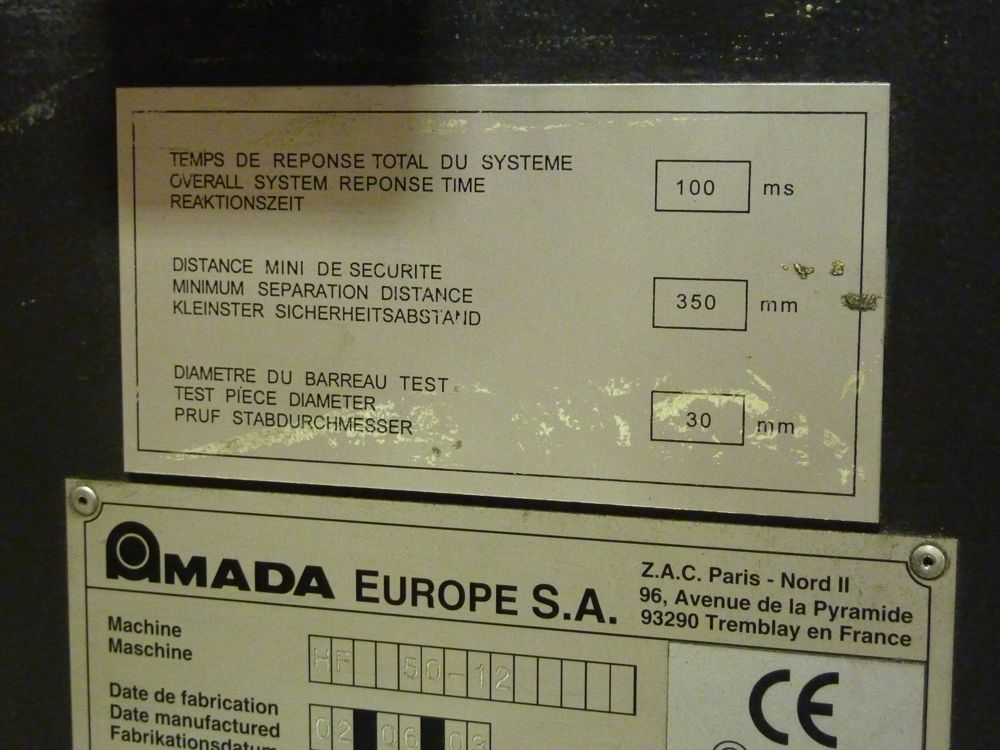 TEMPS DE REPONSE TOTAL DU SYSTEME
OVERALL SYSTEM REPONSE TIME
REAKTIONSZEIT
100 ms
DISTANCE MINI DE SECURITE
MINIMUM SEPARATION DISTANCE
KLEINSTER SICHERHEITSABSTAND
350 mm
DIAMETRE DU BARREAU TEST
TEST PIECE DIAMETER
PRUF STABDURCHMESSER
30 mm
AMADA EUROPE S.A.
Z.A.C. Paris - Nord II
96, Avenue de la Pyramide
93290 Tremblay en France
Machine
Maschine
HF 50-12
Date de fabrication
Date manufactured
Fabrikationsdatum
02 06 03
CE